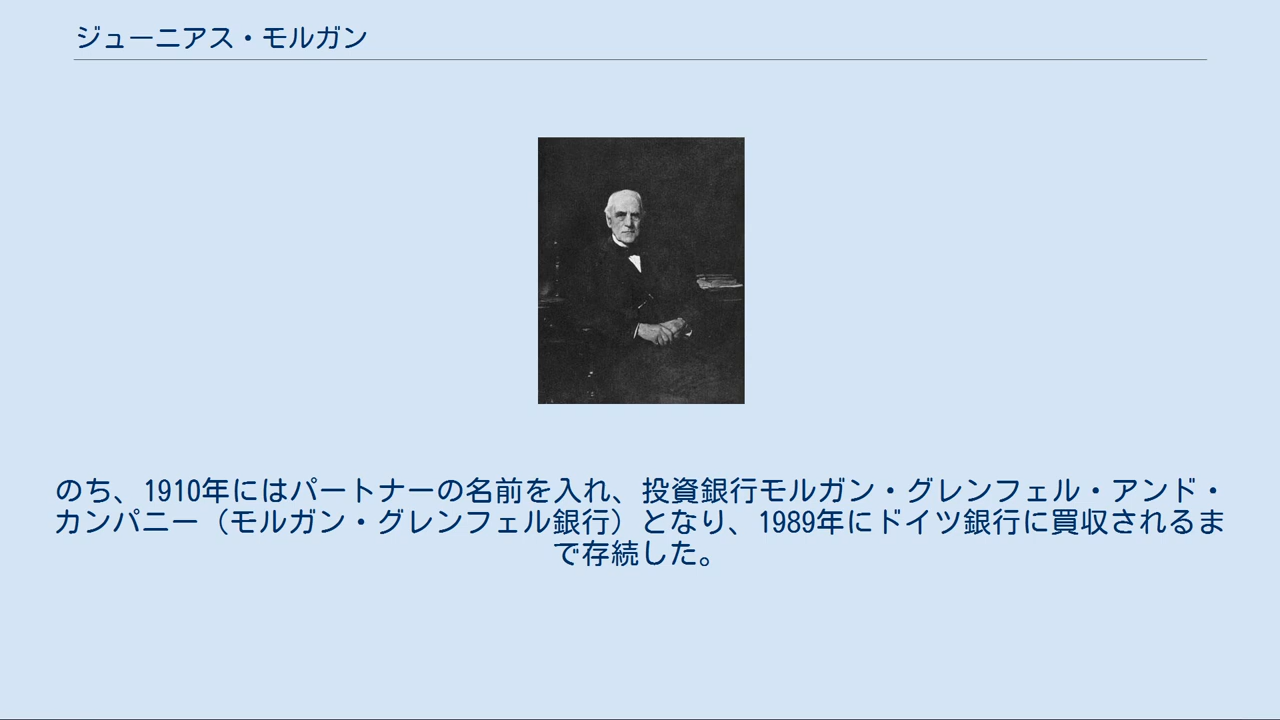 ジューニアス・モルガン
のち、1910年にはパートナーの名前を入れ、投資銀行モルガン・グレンフェル・アンド・
カンパニー（モルガン・グレンフェル銀行）となり、1989年にドイツ銀行に買収されるま
で存続した。